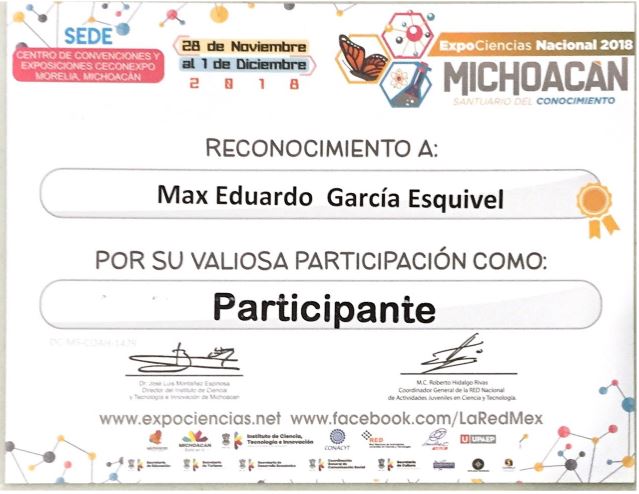 SEDE
CENTRO DE CONVENCIONES Y
EXPOSICIONES CECONEXPO
MORELIA, MICHOACÁN
28 de Noviembre
al 1 de Diciembre
2018
ExpoCiencias Nacional 2018
MICHOACÁN
SANTUARIO DEL CONOCIMIENTO
RECONOCIMIENTO A:
Max Eduardo García Esquivel
POR SU VALIOSA PARTICIPACIÓN COMO:
Participante
Dr. José Luis Montañez Espinosa
Director del Instituto de Ciencia
y Tecnología e Innovación de Michoacán
M.C. Roberto Hidalgo Rivas
Coordinador General de la RED Nacional
de Actividades Juveniles en Ciencia y Tecnología.
www.expociencias.net www.facebook.com/LaRedMex
MICHOACÁN
Instituto de Ciencia,
Tecnología e Innovación
CONACYT
RED
UPAEP
Secretaría
de Educación
Secretaría
de Turismo
Secretaría de
Desarrollo Económico
Coordinación
General de
Comunicación Social
Secretaría
de Cultura